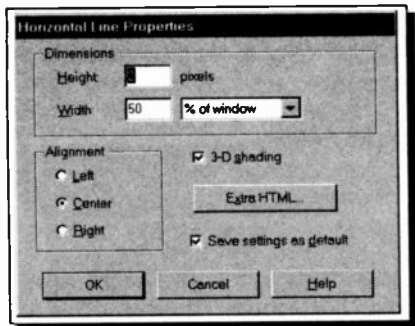 Horizontal Line Properties
Dimensions
Height: pixels
Width: 50 % of window
Alignment
Left
Center
Right
3-D shading
Extra HTML...
Save settings as default
OK Cancel Help